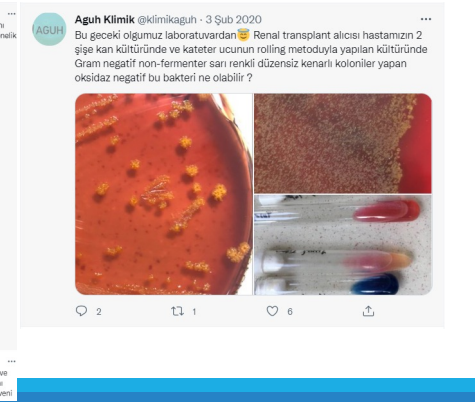 Aguh Klimik @klimikaguh · 3 Şub 2020
AGUH
Bu geceki olgumuz laboratuvardan😇 Renal transplant alıcısı hastamızın 2
şişe kan kültüründe ve kateter ucunun rolling metoduyla yapılan kültüründe
Gram negatif non-fermenter sarı renkli düzensiz kenarlı koloniler yapan
oksidaz negatif bu bakteri ne olabilir ?
2
1
6
nelik
ve